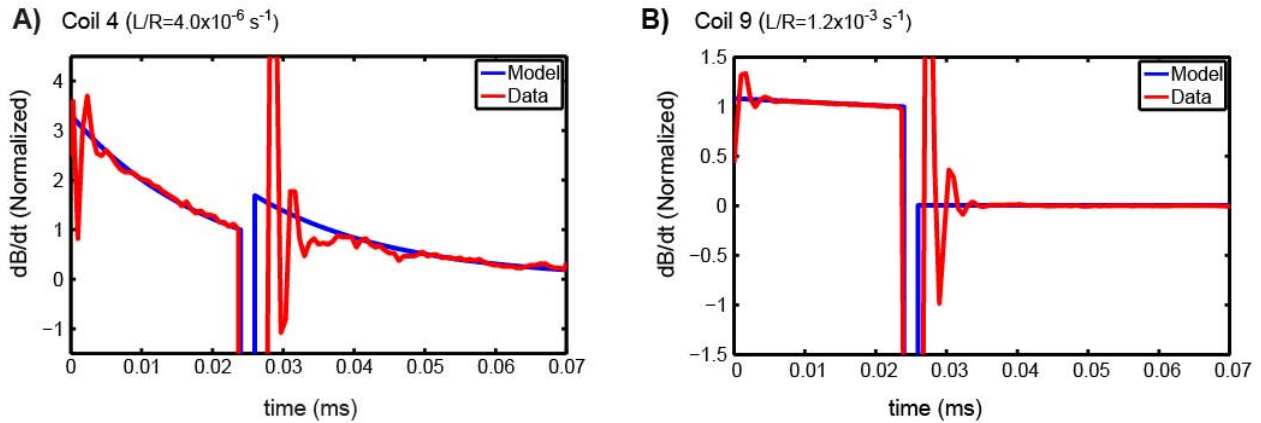 A) Coil 4 (L/R=4.0x10⁻⁶ s⁻¹)
Model
Data
dB/dt (Normalized)
4
3
2
1
0
−1
0 0.01 0.02 0.03 0.04 0.05 0.06 0.07
time (ms)
B) Coil 9 (L/R=1.2x10⁻³ s⁻¹)
Model
Data
dB/dt (Normalized)
1.5
1
0.5
0
−0.5
−1
−1.5
0 0.01 0.02 0.03 0.04 0.05 0.06 0.07
time (ms)